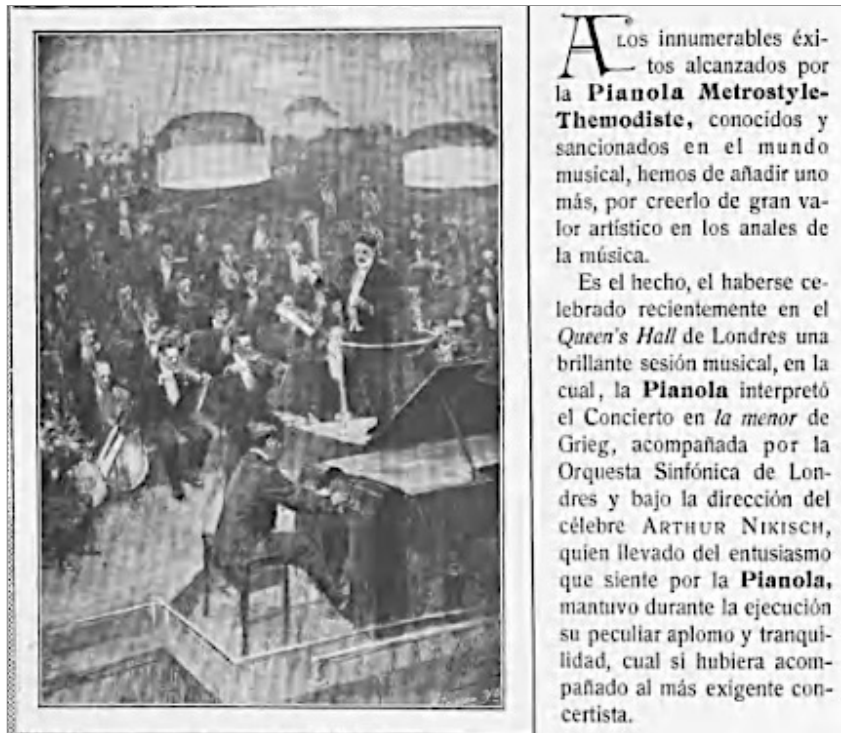 A LOS innumerables éxi-
tos alcanzados por
la Pianola Metrostyle-
Themodiste, conocidos y
sancionados en el mundo
musical, hemos de añadir uno
más, por creerlo de gran va-
lor artístico en los anales de
la música.
Es el hecho, el haberse ce-
lebrado recientemente en el
Queen's Hall de Londres una
brillante sesión musical, en la
cual, la Pianola interpretó
el Concierto en la menor de
Grieg, acompañada por la
Orquesta Sinfónica de Lon-
dres y bajo la dirección del
célebre ARTHUR NIKISCH,
quien llevado del entusiasmo
que siente por la Pianola,
mantuvo durante la ejecución
su peculiar aplomo y tranqui-
lidad, cual si hubiera acom-
pañado al más exigente con-
certista.